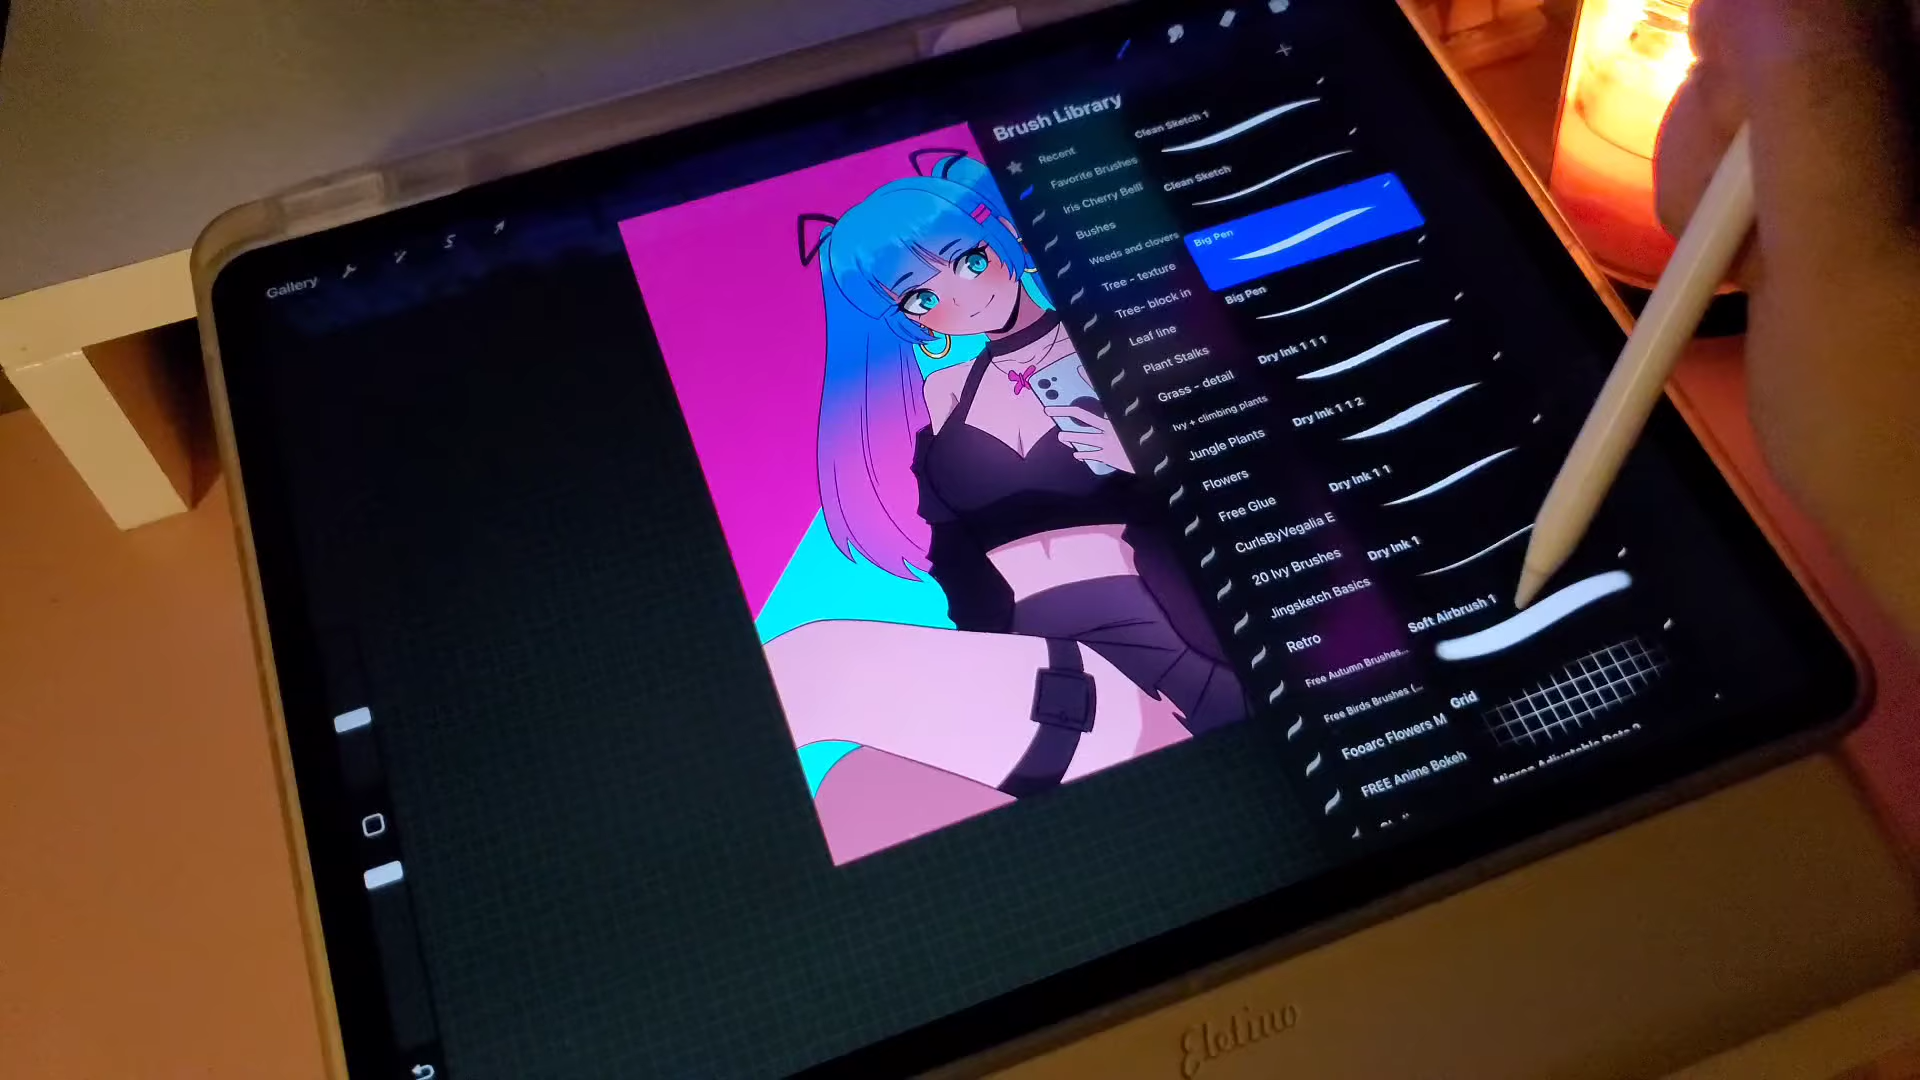 Gallery
Brush Library
Recent
Favorite Brushes
Iris Cherry Belll
Bushes
Weeds and clovers
Tree - texture
Tree- block in
Leaf line
Plant Stalks
Grass - detail
Ivy + climbing plants
Jungle Plants
Flowers
Free Glue
CurlsByVegalia E
20 Ivy Brushes
Jingsketch Basics
Retro
Free Autumn Brushes...
Free Birds Brushes (...
Fooarc Flowers M
FREE Anime Bokeh
Clean Sketch 1
Clean Sketch
Big Pen
Big Pen
Dry Ink 1 1 1
Dry Ink 1 1 2
Dry Ink 1 1
Dry Ink 1
Soft Airbrush 1
Grid
Eletiuo